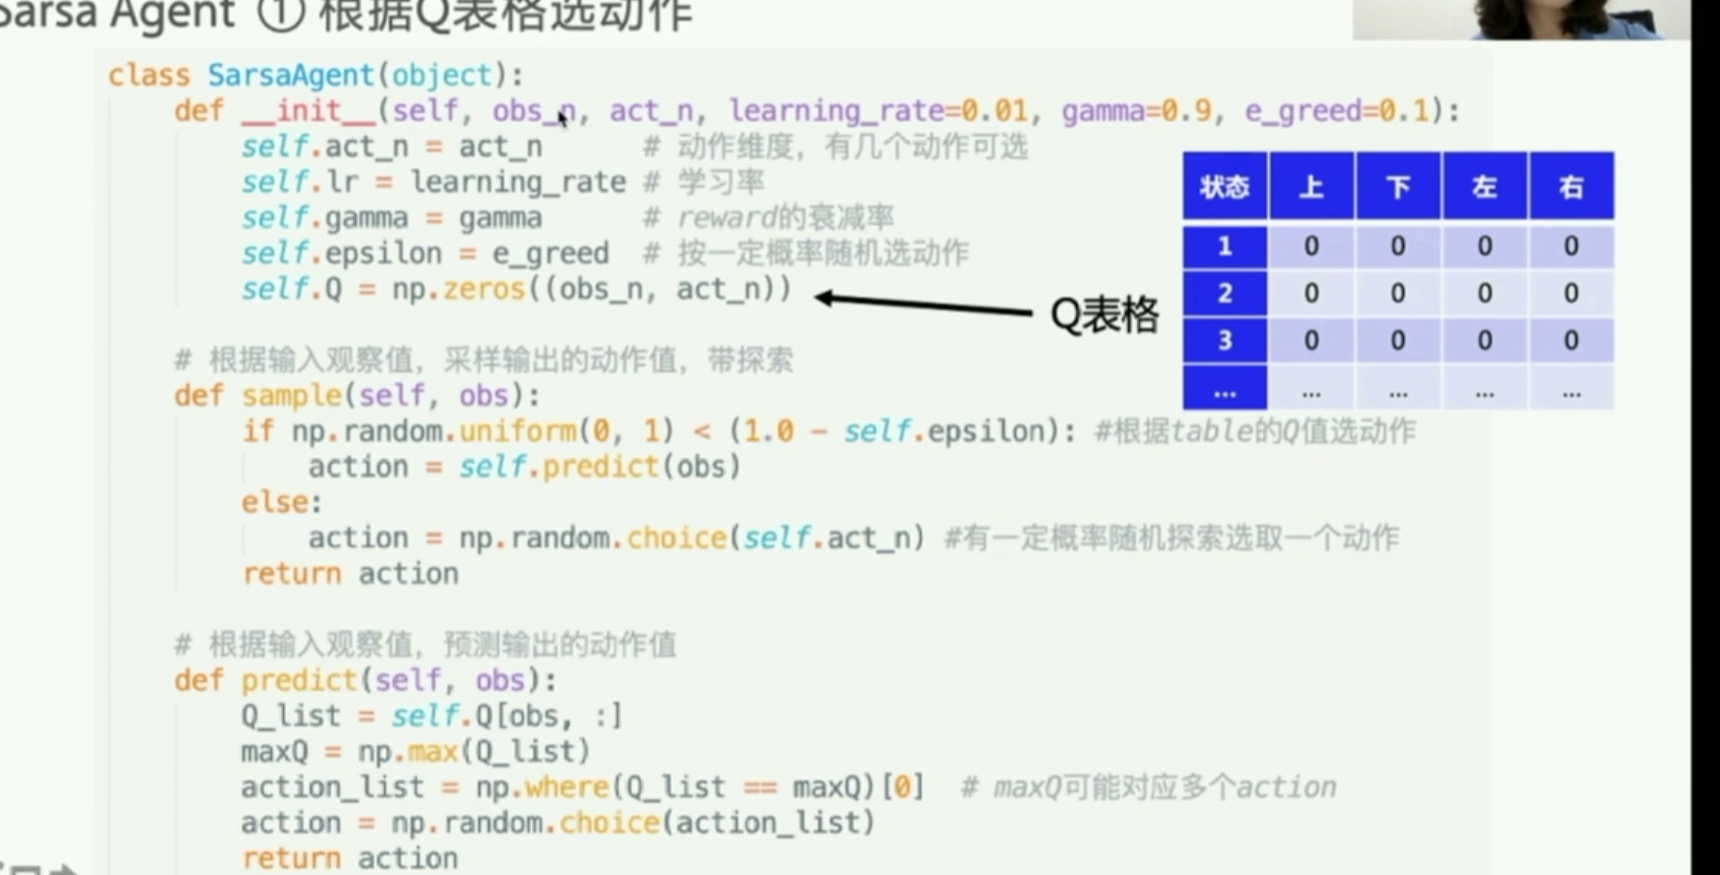 Sarsa Agent ① 根据Q表格选动作
class SarsaAgent(object):
    def __init__(self, obs_n, act_n, learning_rate=0.01, gamma=0.9, e_greed=0.1):
        self.act_n = act_n      # 动作维度，有几个动作可选
        self.lr = learning_rate # 学习率
        self.gamma = gamma      # reward的衰减率
        self.epsilon = e_greed  # 按一定概率随机选动作
        self.Q = np.zeros((obs_n, act_n))
Q表格
状态 上 下 左 右
1 0 0 0 0
2 0 0 0 0
3 0 0 0 0
... ... ... ... ...
    # 根据输入观察值，采样输出的动作值，带探索
    def sample(self, obs):
        if np.random.uniform(0, 1) < (1.0 - self.epsilon): #根据table的Q值选动作
            action = self.predict(obs)
        else:
            action = np.random.choice(self.act_n) #有一定概率随机探索选取一个动作
        return action
    # 根据输入观察值，预测输出的动作值
    def predict(self, obs):
        Q_list = self.Q[obs, :]
        maxQ = np.max(Q_list)
        action_list = np.where(Q_list == maxQ)[0]  # maxQ可能对应多个action
        action = np.random.choice(action_list)
        return action